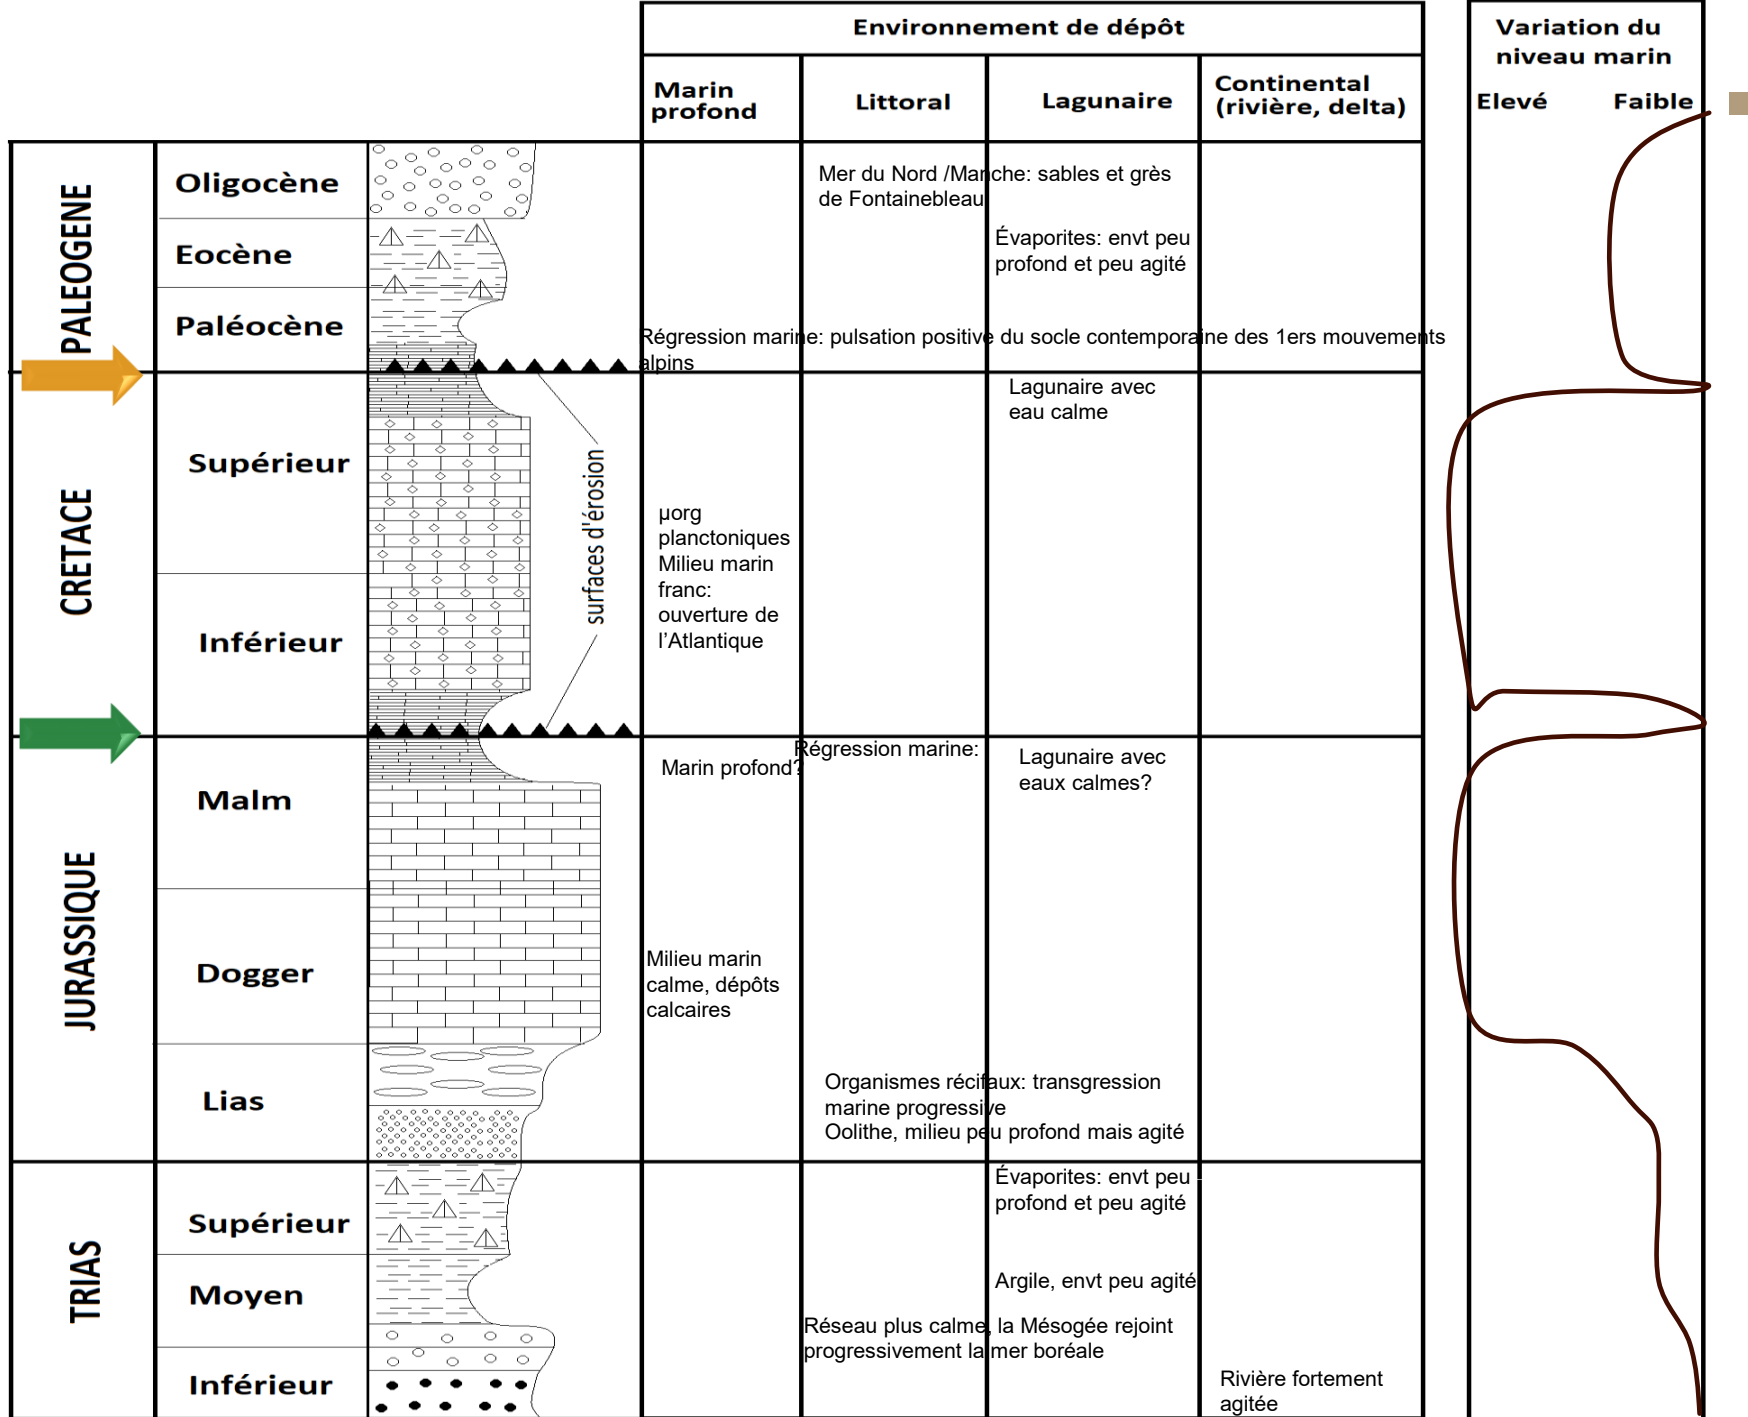 Environnement de dépôt
Variation du
niveau marin
Marin
profond
Littoral
Lagunaire
Continental
(rivière, delta)
Elevé
Faible
PALEOGENE
Oligocène
Mer du Nord /Manche: sables et grès
de Fontainebleau
Eocène
Évaporites: envt peu
profond et peu agité
Paléocène
Régression marine: pulsation positive du socle contemporaine des 1ers mouvements
alpins
CRETACE
Supérieur
Lagunaire avec
eau calme
surfaces d'érosion
µorg
planctoniques
Milieu marin
franc:
ouverture de
l’Atlantique
Inférieur
JURASSIQUE
Malm
Marin profond?
Régression marine:
Lagunaire avec
eaux calmes?
Dogger
Milieu marin
calme, dépôts
calcaires
Lias
Organismes récifaux: transgression
marine progressive
Oolithe, milieu peu profond mais agité
TRIAS
Supérieur
Évaporites: envt peu
profond et peu agité
Moyen
Argile, envt peu agité
Réseau plus calme, la Mésogée rejoint
progressivement la mer boréale
Inférieur
Rivière fortement
agitée